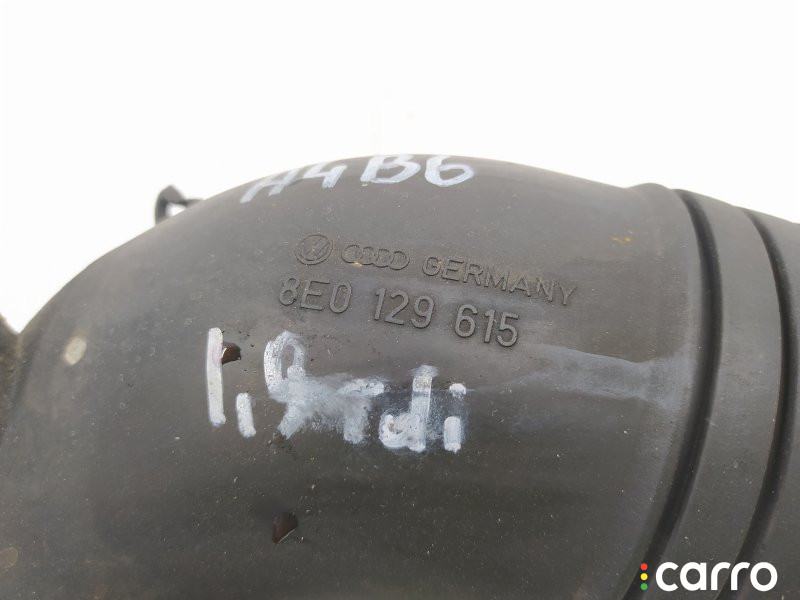 A4B6
GERMANY
8E0 129 615
1,9 Tdi
carro